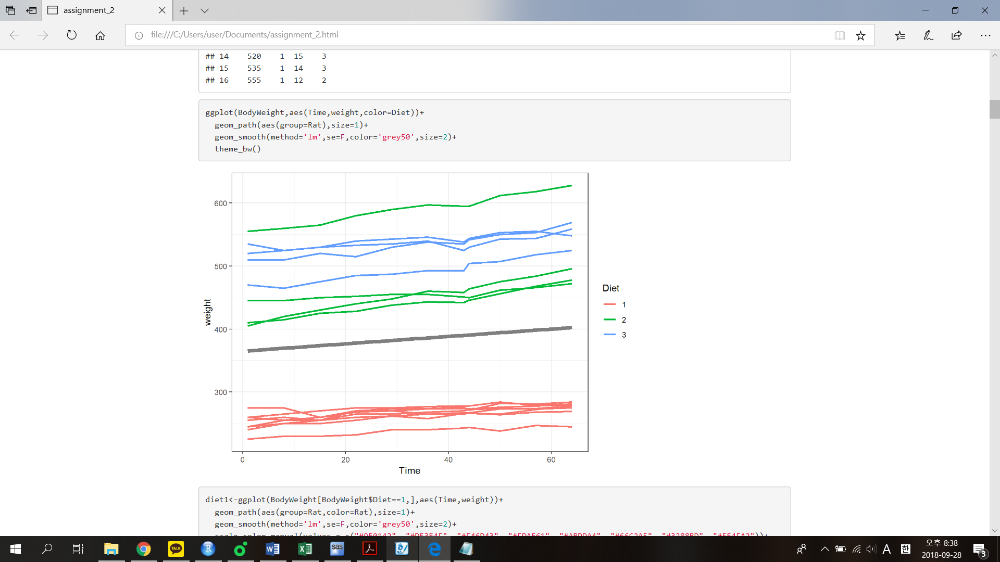 assignment_2
file:///C:/Users/user/Documents/assignment_2.html
## 14    520    1  15    3
## 15    535    1  14    3
## 16    555    1  12    2
ggplot(BodyWeight,aes(Time,weight,color=Diet))+
  geom_path(aes(group=Rat),size=1)+
  geom_smooth(method='lm',se=F,color='grey50',size=2)+
  theme_bw()
600
500
400
300
weight
0 20 40 60
Time
Diet
1
2
3
diet1<-ggplot(BodyWeight[BodyWeight$Diet==1,],aes(Time,weight))+
  geom_path(aes(group=Rat,color=Rat),size=1)+
  geom_smooth(method='lm',se=F,color='grey50',size=2)+
TALK
R
W
X
sas
A
한
오후 8:38
2018-09-28
3